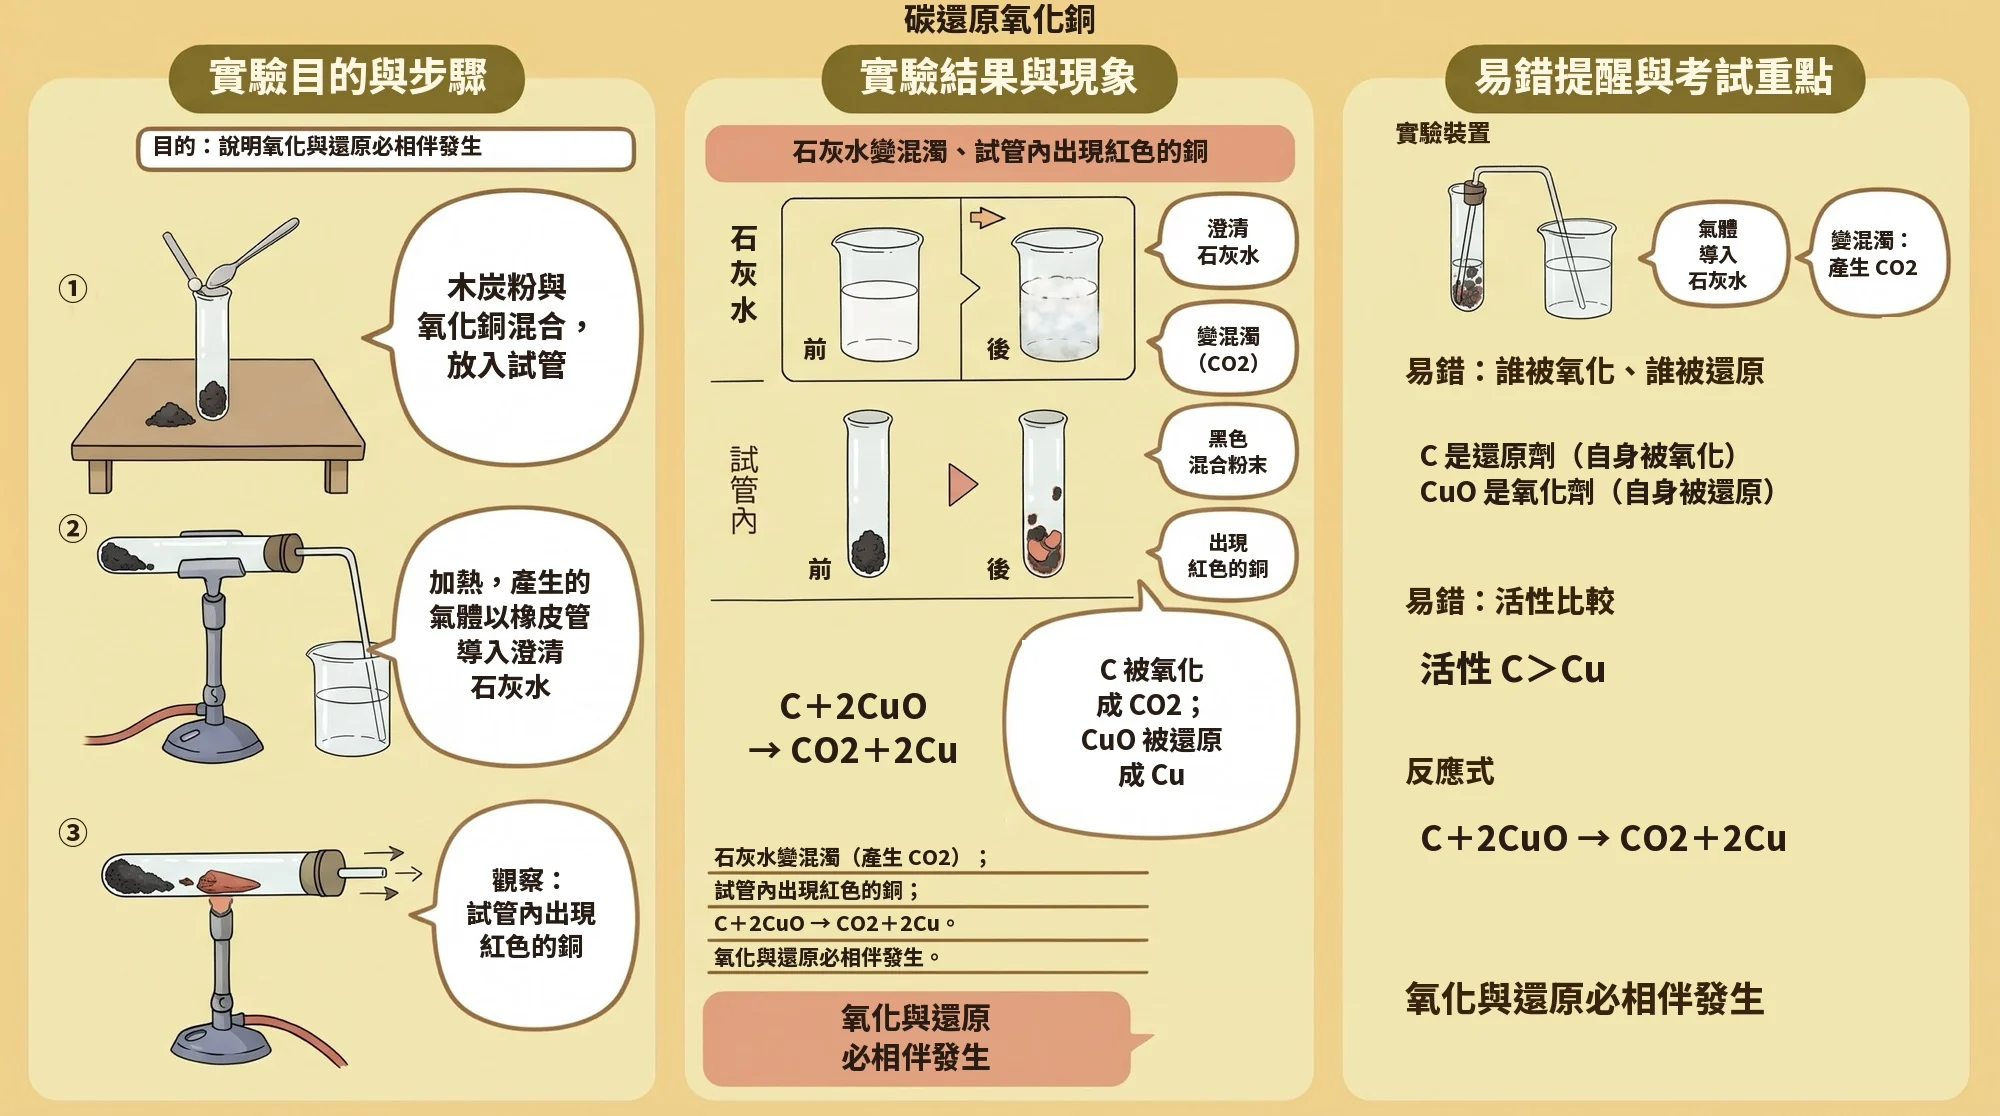 碳還原氧化銅
實驗目的與步驟
目的：說明氧化與還原必相伴發生
①
木炭粉與
氧化銅混合，
放入試管
②
加熱，產生的
氣體以橡皮管
導入澄清
石灰水
③
觀察：
試管內出現
紅色的銅
實驗結果與現象
石灰水變混濁、試管內出現紅色的銅
石灰水
前
後
澄清
石灰水
變混濁
（CO2）
試管內
前
後
黑色
混合粉末
出現
紅色的銅
C＋2CuO
→ CO2＋2Cu
C 被氧化
成 CO2；
CuO 被還原
成 Cu
石灰水變混濁（產生 CO2）；
試管內出現紅色的銅；
C＋2CuO → CO2＋2Cu。
氧化與還原必相伴發生。
氧化與還原
必相伴發生
易錯提醒與考試重點
實驗裝置
氣體
導入
石灰水
變混濁：
產生 CO2
易錯：誰被氧化、誰被還原
C 是還原劑（自身被氧化）
CuO 是氧化劑（自身被還原）
易錯：活性比較
活性 C＞Cu
反應式
C＋2CuO → CO2＋2Cu
氧化與還原必相伴發生